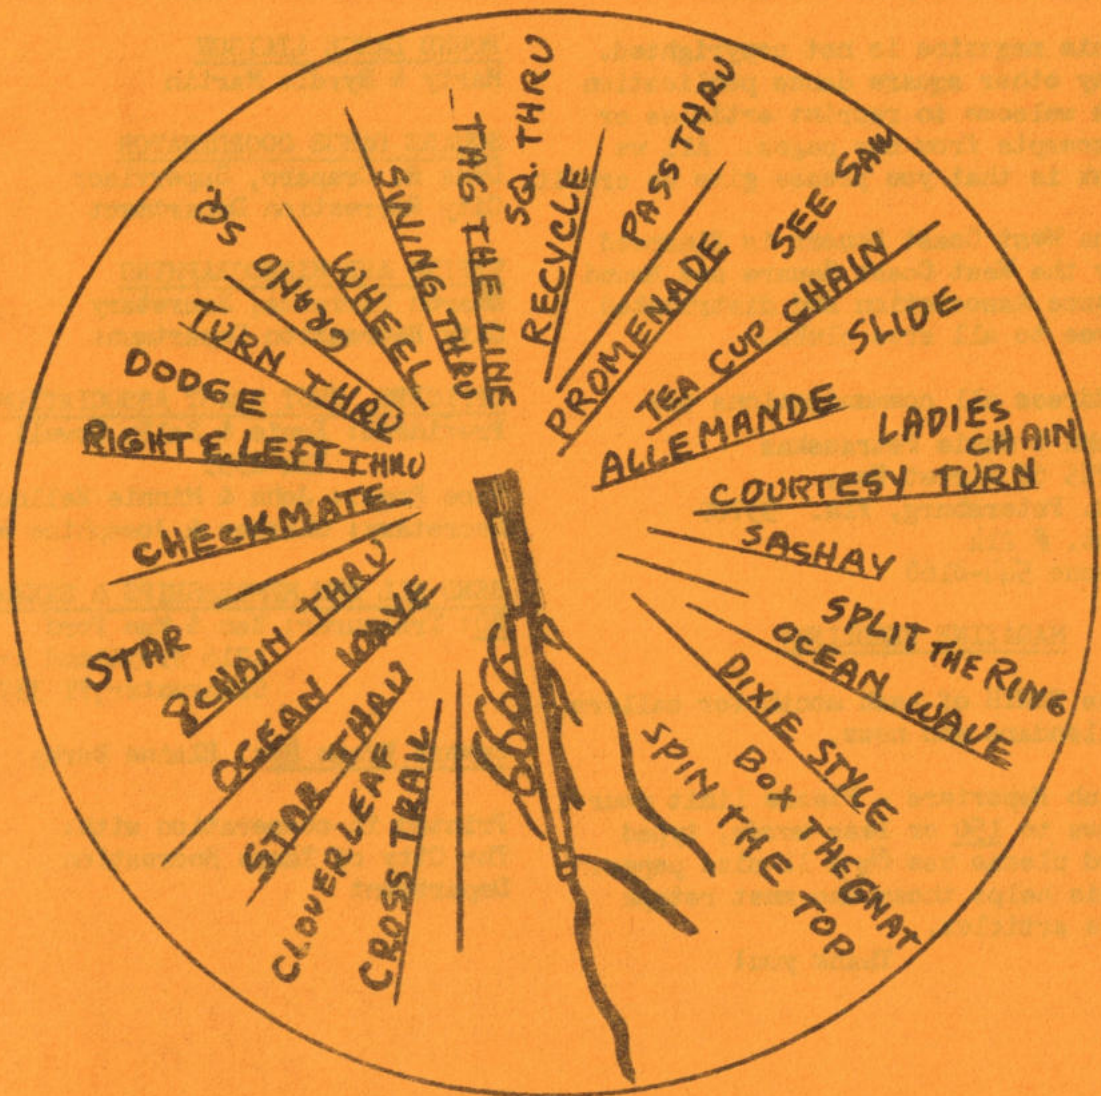 SQ. THRU
RECYCLE
PASS THRU
PROMENADE
SEE SAW
TEA CUP CHAIN
SLIDE
ALLEMANDE
LADIES
CHAIN
COURTESY TURN
SASHAY
SPLIT THE RING
OCEAN WAVE
DIXIE STYLE
BOX THE GNAT
SPIN THE TOP
CROSS TRAIL
CLOVERLEAF
STAR THRU
OCEAN WAVE
8 CHAIN THRU
STAR
CHECKMATE
RIGHT & LEFT THRU
DODGE
TURN THRU
GRAND SQ.
WHEEL
SINING THRU
TAG THE LINE